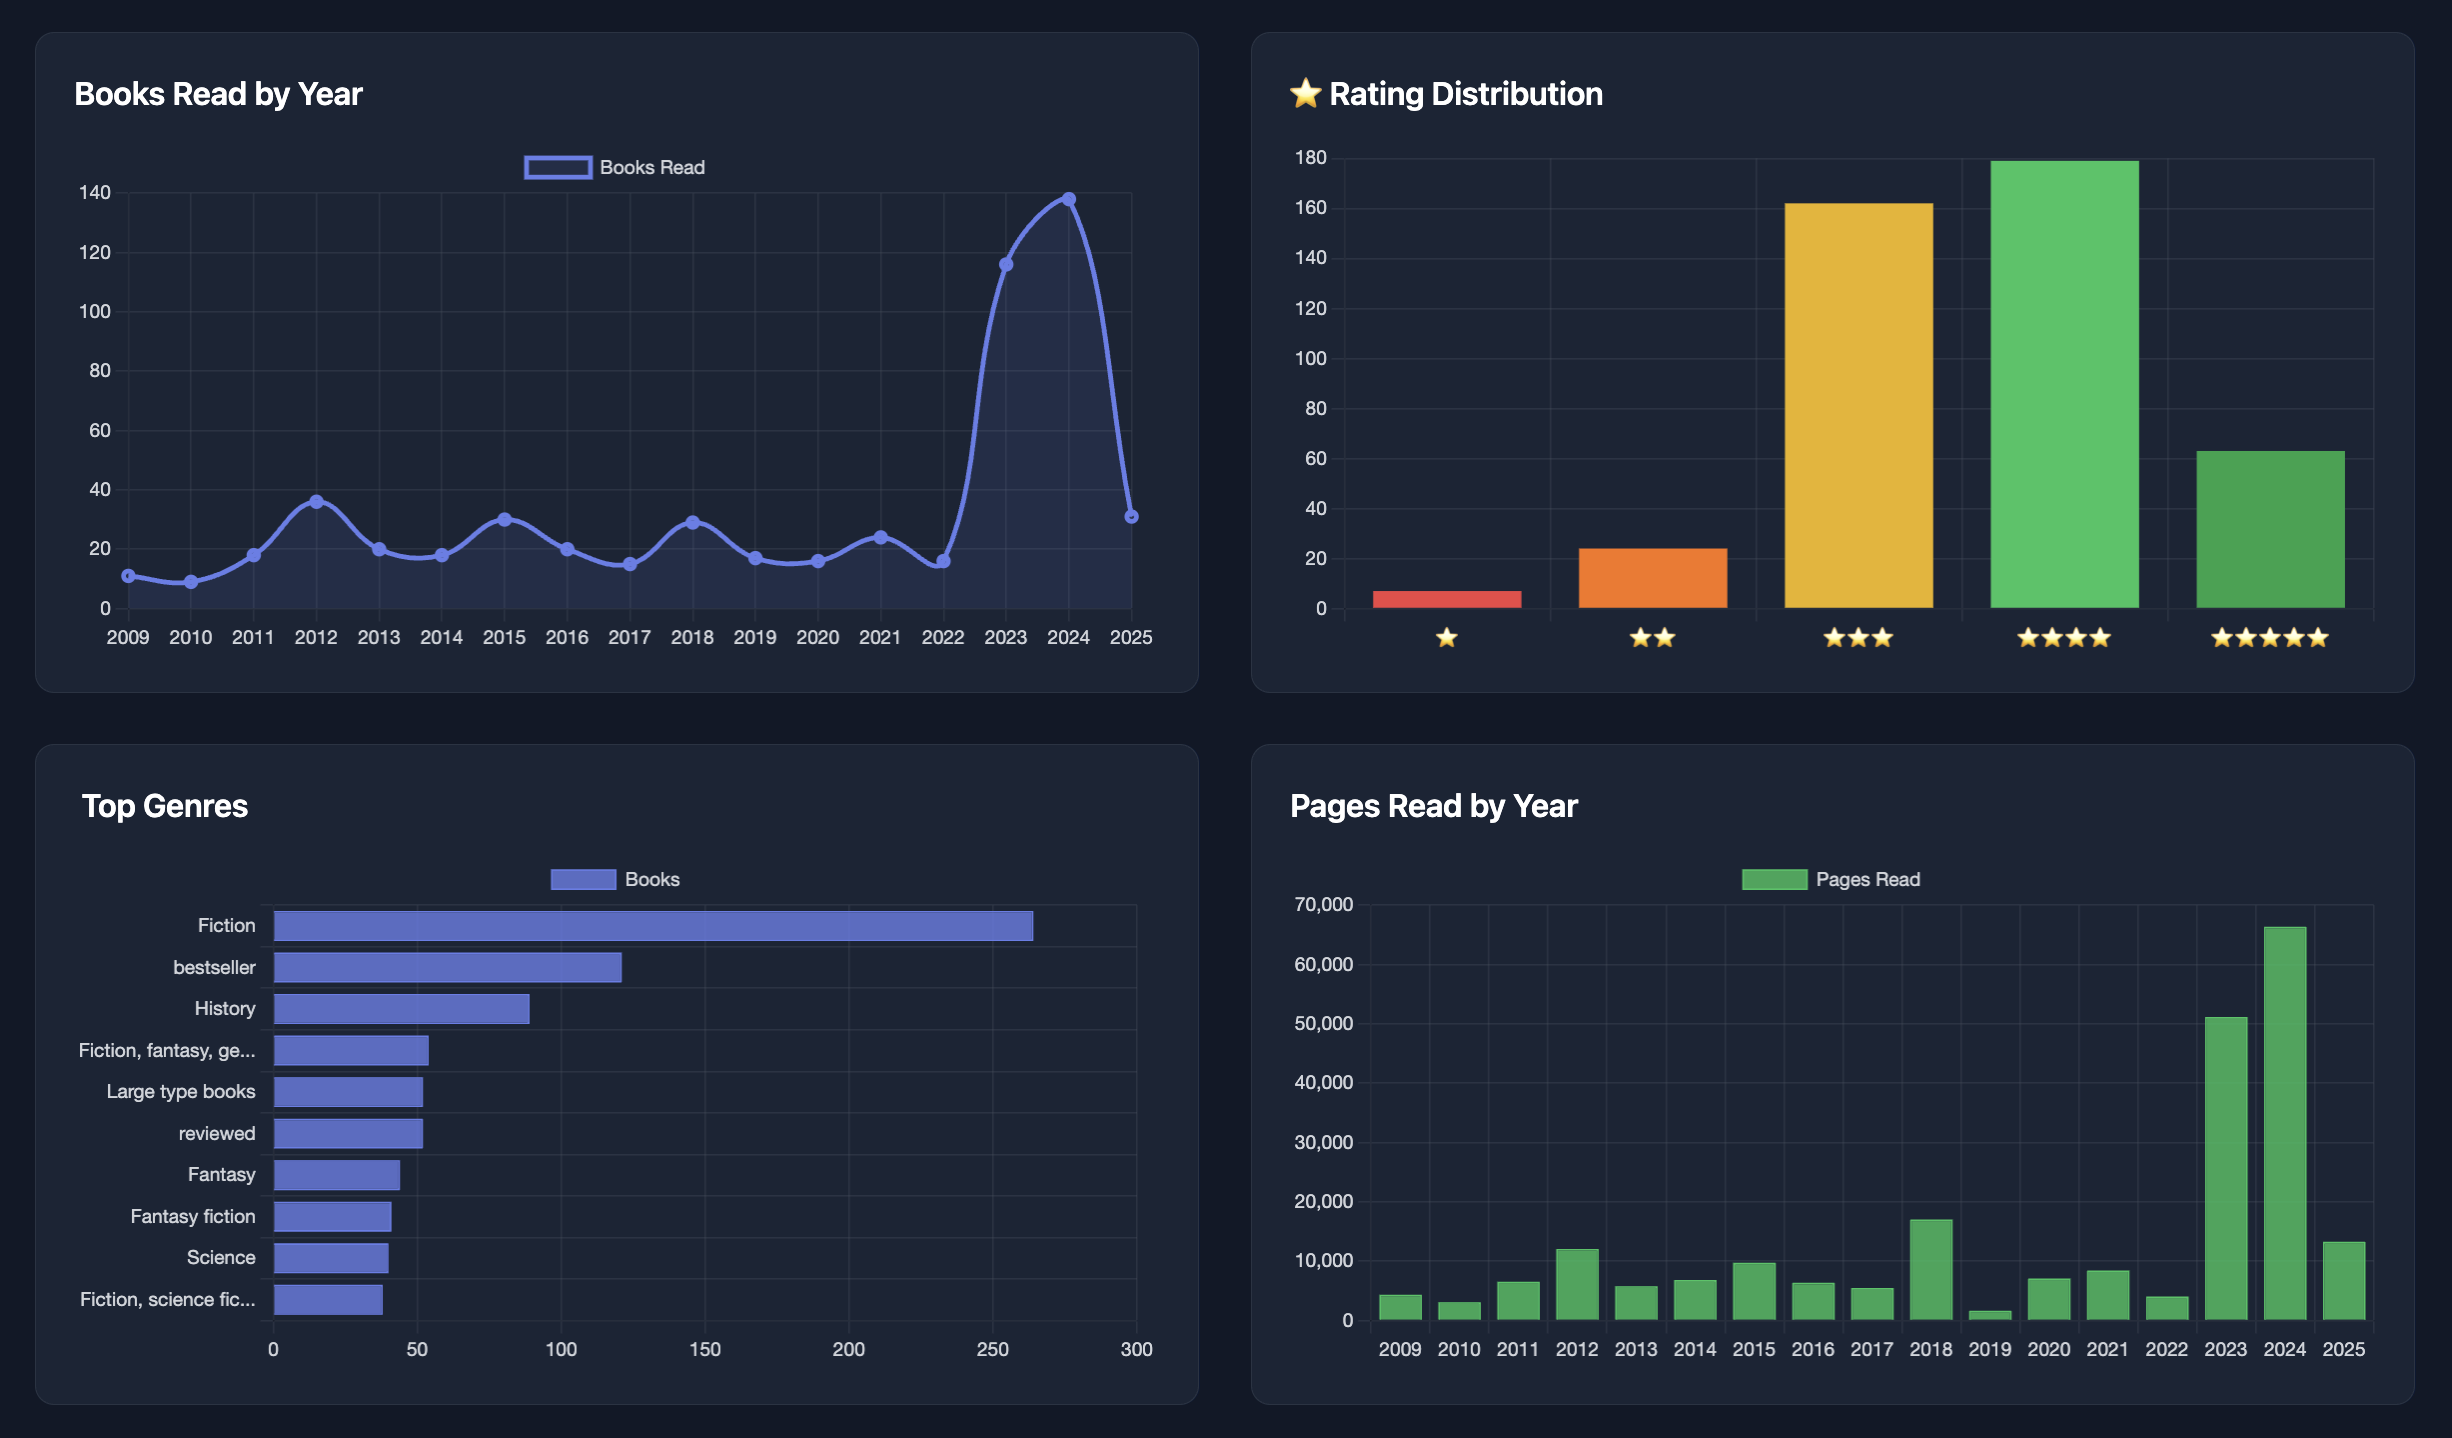 Books Read by Year
Books Read
140
120
100
80
60
40
20
0
2009 2010 2011 2012 2013 2014 2015 2016 2017 2018 2019 2020 2021 2022 2023 2024 2025
⭐ Rating Distribution
180
160
140
120
100
80
60
40
20
0
⭐ ⭐⭐ ⭐⭐⭐ ⭐⭐⭐⭐ ⭐⭐⭐⭐⭐
Top Genres
Books
Fiction
bestseller
History
Fiction, fantasy, ge...
Large type books
reviewed
Fantasy
Fantasy fiction
Science
Fiction, science fic...
0 50 100 150 200 250 300
Pages Read by Year
Pages Read
70,000
60,000
50,000
40,000
30,000
20,000
10,000
0
2009 2010 2011 2012 2013 2014 2015 2016 2017 2018 2019 2020 2021 2022 2023 2024 2025